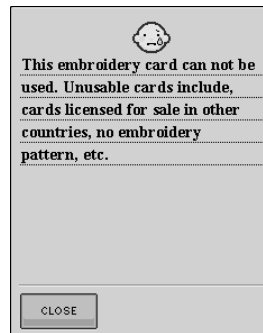 This embroidery card can not be
used. Unusable cards include,
cards licensed for sale in other
countries, no embroidery
pattern, etc.
CLOSE